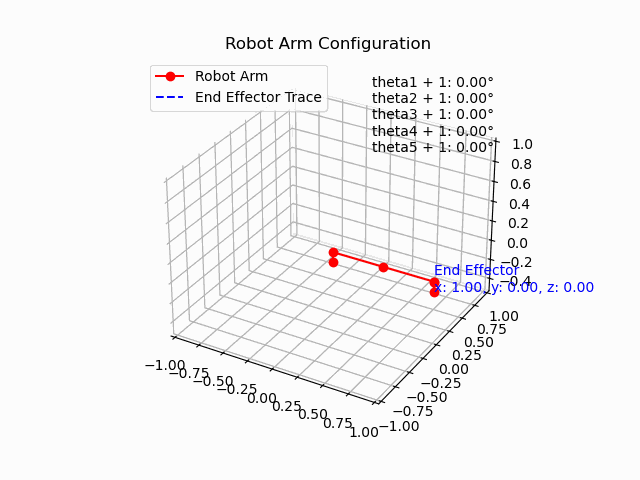 Robot Arm Configuration
Robot Arm
End Effector Trace
theta1 + 1: 0.00°
theta2 + 1: 0.00°
theta3 + 1: 0.00°
theta4 + 1: 0.00°
theta5 + 1: 0.00°
1.0
0.8
0.6
0.4
0.2
0.0
−0.2
−0.4
End Effector
x: 1.00, y: 0.00, z: 0.00
1.00
0.75
0.50
0.25
0.00
−0.25
−0.50
−0.75
−1.00
−1.00
−0.75
−0.50
−0.25
0.00
0.25
0.50
0.75
1.00